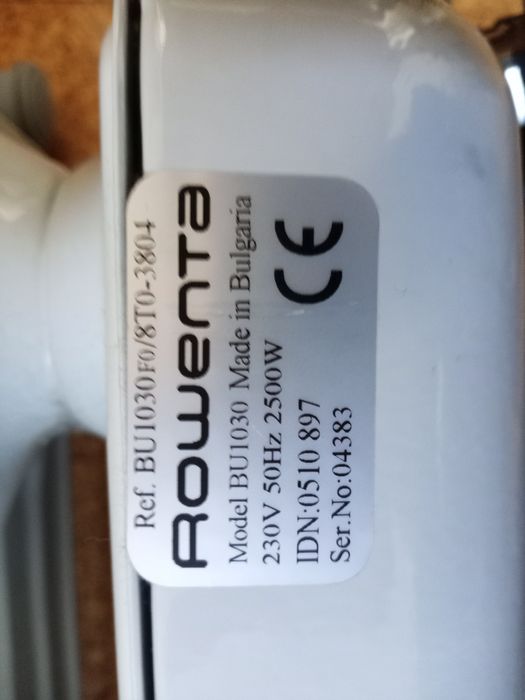 Ref. BU1030F0/8T0-3804
ROWENTA
Model BU1030 Made in Bulgaria
230V 50Hz 2500W
IDN:0510 897
Ser.No:04383
CE